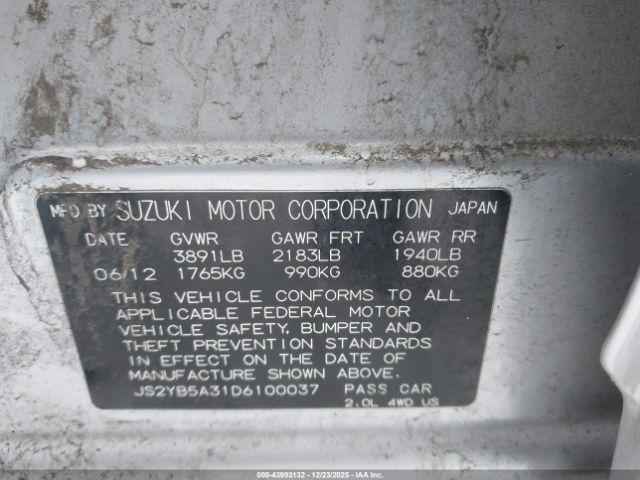 MFD BY SUZUKI MOTOR CORPORATION JAPAN
DATE GVWR GAWR FRT GAWR RR
3891LB 2183LB 1940LB
06/12 1765KG 990KG 880KG
THIS VEHICLE CONFORMS TO ALL
APPLICABLE FEDERAL MOTOR
VEHICLE SAFETY, BUMPER AND
THEFT PREVENTION STANDARDS
IN EFFECT ON THE DATE OF
MANUFACTURE SHOWN ABOVE.
JS2YB5A31D6100037 PASS CAR
2.0L 4WD US
000-43993132 - 12/23/2025 - IAAI.COM